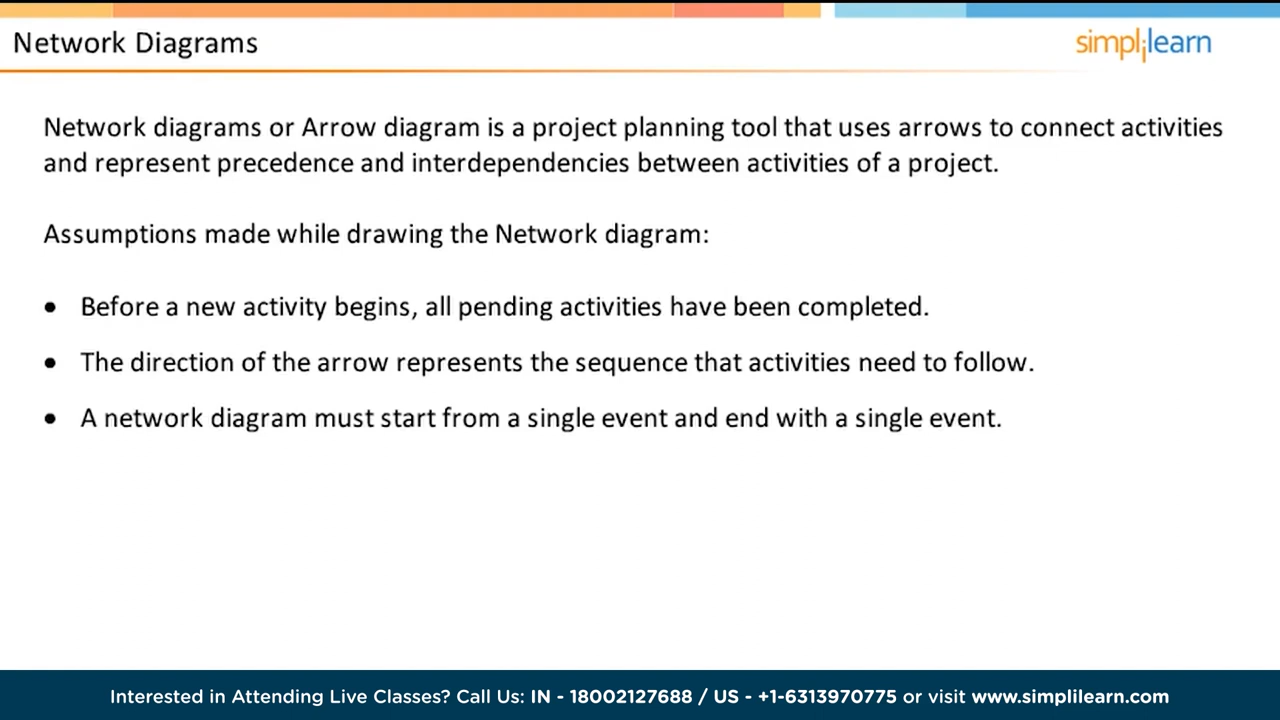 Network Diagrams
simplilearn
Network diagrams or Arrow diagram is a project planning tool that uses arrows to connect activities
and represent precedence and interdependencies between activities of a project.
Assumptions made while drawing the Network diagram:
• Before a new activity begins, all pending activities have been completed.
• The direction of the arrow represents the sequence that activities need to follow.
• A network diagram must start from a single event and end with a single event.
Interested in Attending Live Classes? Call Us: IN - 18002127688 / US - +1-6313970775 or visit www.simplilearn.com